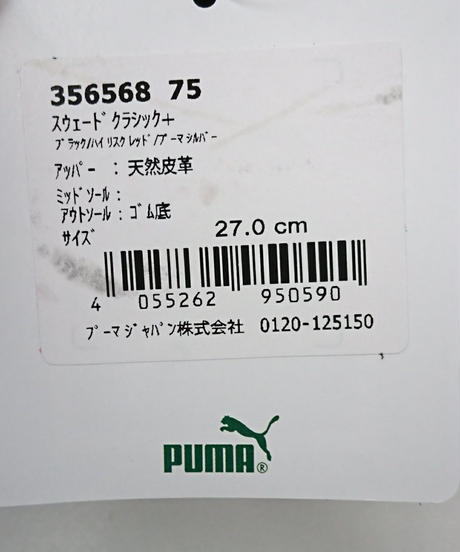 356568 75
ｽｳｪｰﾄﾞｸﾗｼｯｸ+
ﾌﾞﾗｯｸ/ﾊｲ ﾘｽｸ ﾚｯﾄﾞ/ﾌﾟｰﾏ ｼﾙﾊﾞｰ
ｱｯﾊﾟｰ : 天然皮革
ﾐｯﾄﾞｿｰﾙ :
ｱｳﾄｿｰﾙ : ｺﾞﾑ底
ｻｲｽﾞ 27.0 cm
4 055262 950590
ﾌﾟｰﾏ ｼﾞｬﾊﾟﾝ株式会社 0120-125150
PUMA®